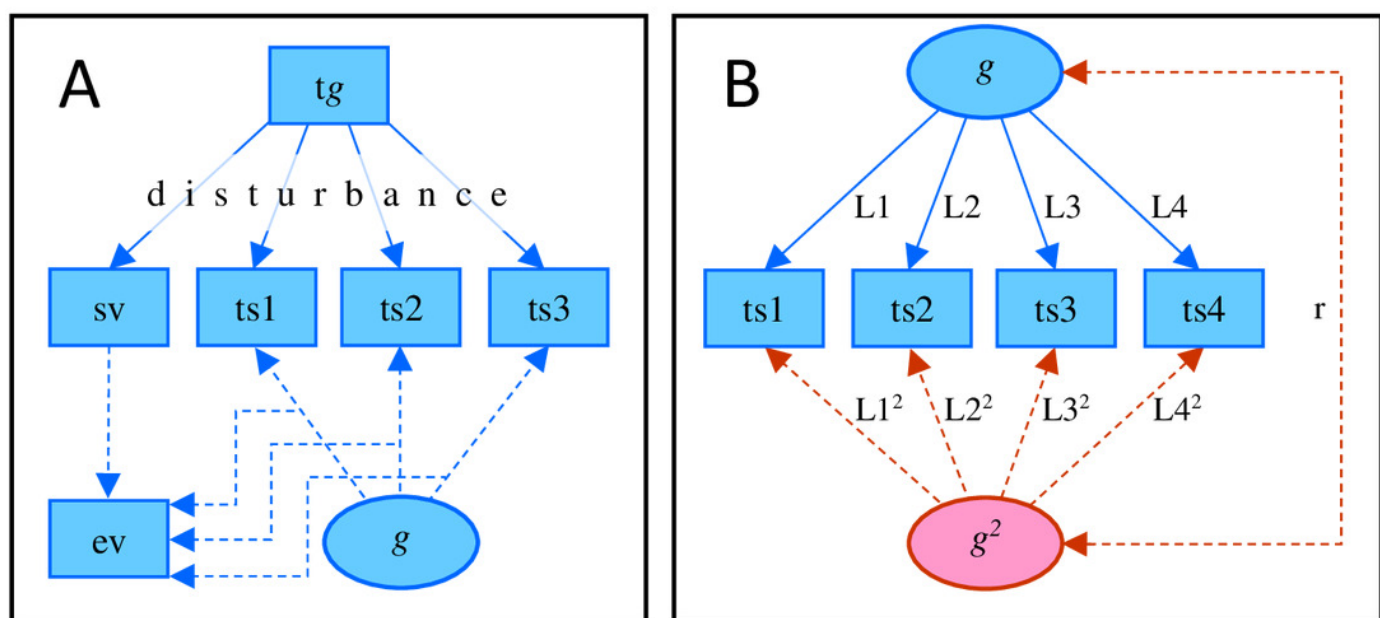 A
tg
disturbance
sv ts1 ts2 ts3
ev g
B
g
L1 L2 L3 L4
ts1 ts2 ts3 ts4
r
L1² L2² L3² L4²
g²